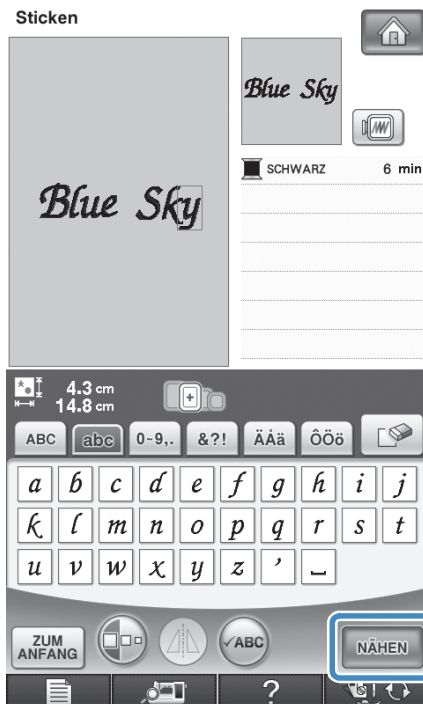 Sticken
Blue Sky
SCHWARZ 6 min
Blue Sky
4.3 cm
14.8 cm
ABC abc 0~9,. &?! ÄÅä ÔÖö
a b c d e f g h i j
k l m n o p q r s t
u v w x y z ’ ⎵
ZUM ANFANG ✓ABC NÄHEN
?